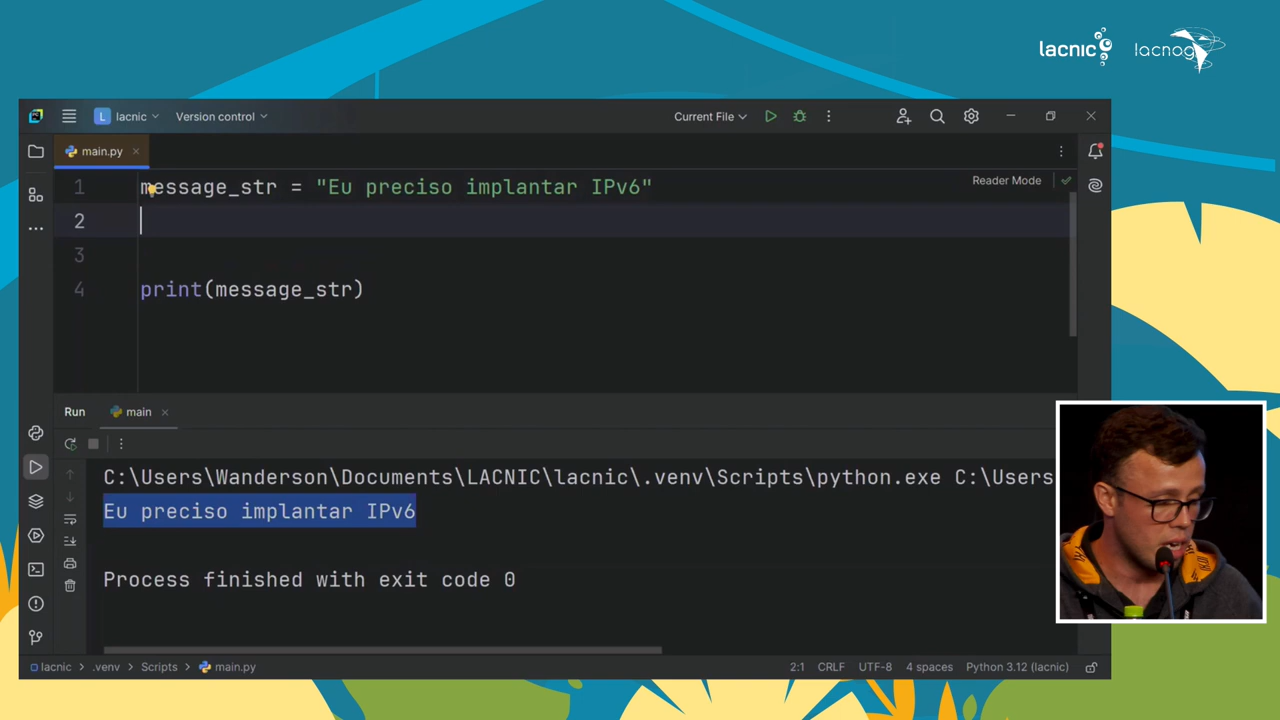 lacnic
lacnog
L lacnic
Version control
Current File
main.py
Reader Mode
1 message_str = "Eu preciso implantar IPv6"
2
3
4 print(message_str)
Run
main
C:\Users\Wanderson\Documents\LACNIC\lacnic\.venv\Scripts\python.exe C:\Users
Eu preciso implantar IPv6
Process finished with exit code 0
lacnic > .venv > Scripts > main.py
2:1 CRLF UTF-8 4 spaces Python 3.12 (lacnic)